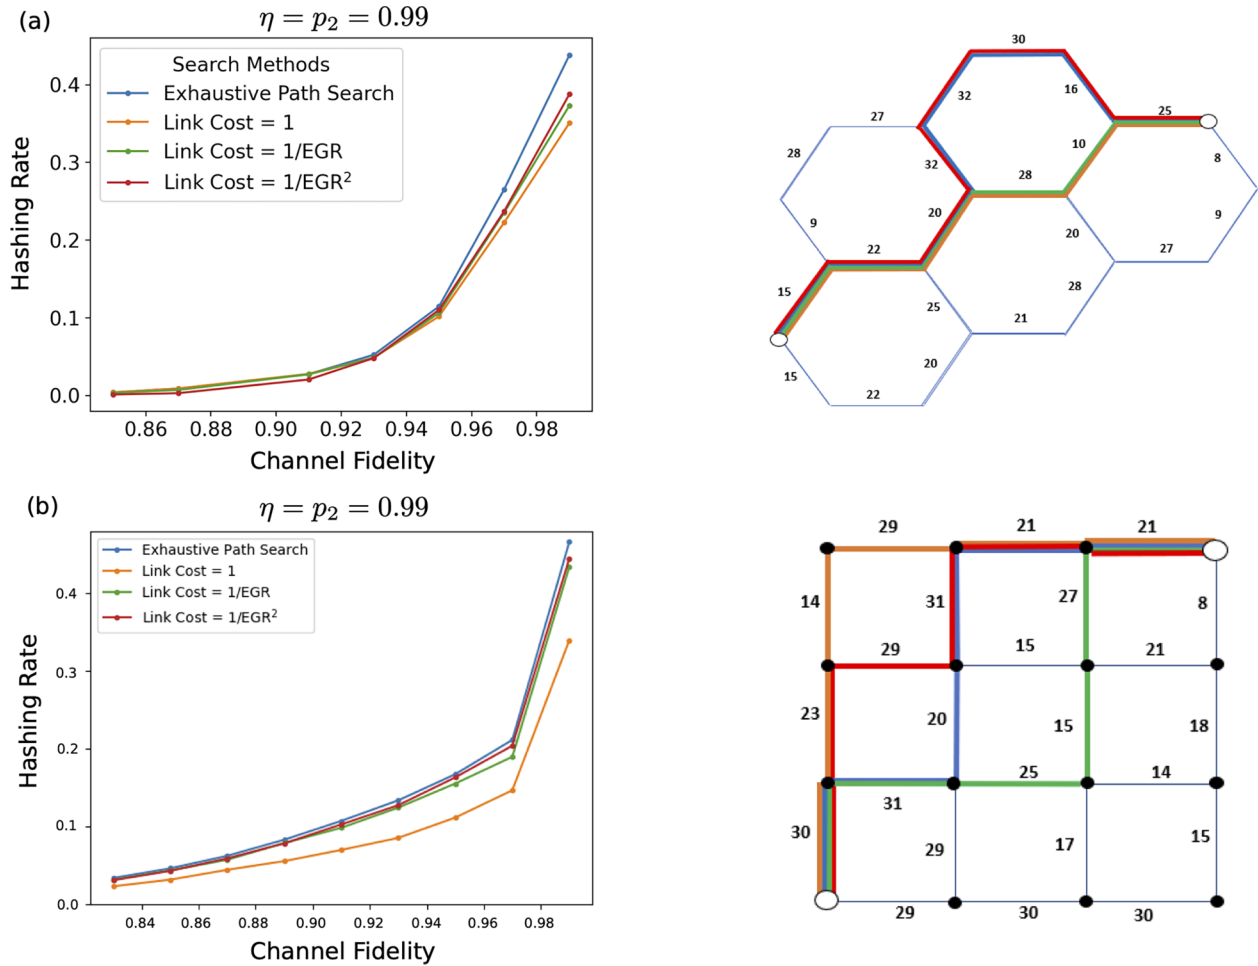 (a)
η = p₂ = 0.99
Search Methods
Exhaustive Path Search
Link Cost = 1
Link Cost = 1/EGR
Link Cost = 1/EGR²
Hashing Rate
0.4
0.3
0.2
0.1
0.0
0.86 0.88 0.90 0.92 0.94 0.96 0.98
Channel Fidelity
30
32 16
27 25
28 32 10 8
28
9 20 20 9
22 27
15 25 28
21
15 20
22
(b)
η = p₂ = 0.99
Exhaustive Path Search
Link Cost = 1
Link Cost = 1/EGR
Link Cost = 1/EGR²
Hashing Rate
0.4
0.3
0.2
0.1
0.0
0.84 0.86 0.88 0.90 0.92 0.94 0.96 0.98
Channel Fidelity
29 21 21
14 31 27 8
29 15 21
23 20 15 18
31 25 14
30 29 17 15
29 30 30